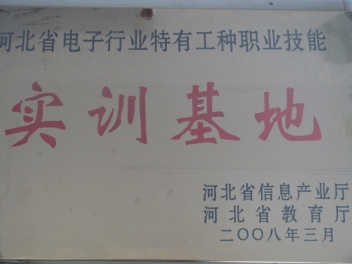 河北省电子行业特有工种职业技能
实训基地
河北省信息产业厅
河北省教育厅
二〇〇八年三月